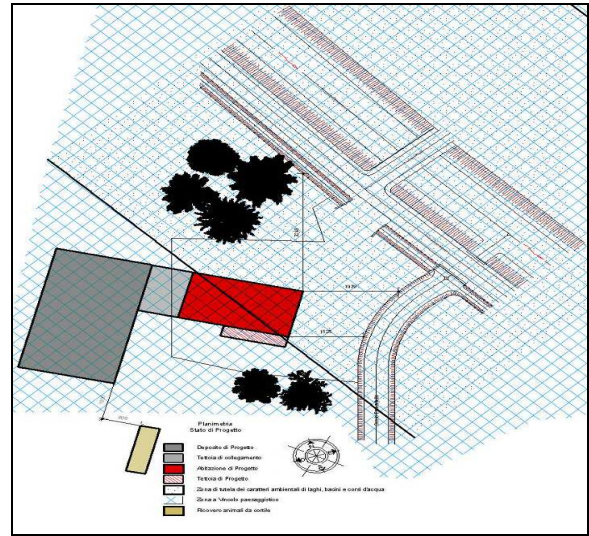 Planimetria
Stato di Progetto
Deposito di Progetto
Tettoia di collegamento
Abitazione di Progetto
Tettoia di Progetto
Zona di tutela dei caratteri ambientali di laghi, bacini e corsi d'acqua
Zona a Vincolo paesaggistico
Ricovero animali da cortile